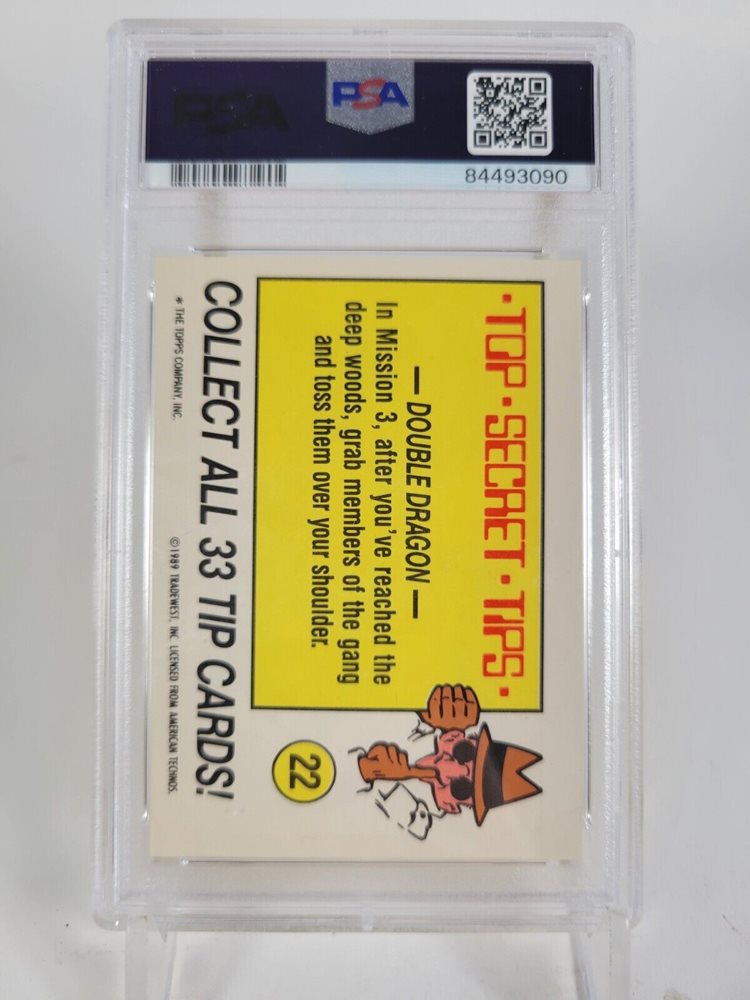 PSA
PSA
84493090
·TOP·SECRET·TIPS·
— DOUBLE DRAGON —
In Mission 3, after you've reached the
deep woods, grab members of the gang
and toss them over your shoulder.
22
COLLECT ALL 33 TIP CARDS!
* THE TOPPS COMPANY, INC.
©1989 TRADEWEST, INC. LICENSED FROM AMERICAN TECHNOS.